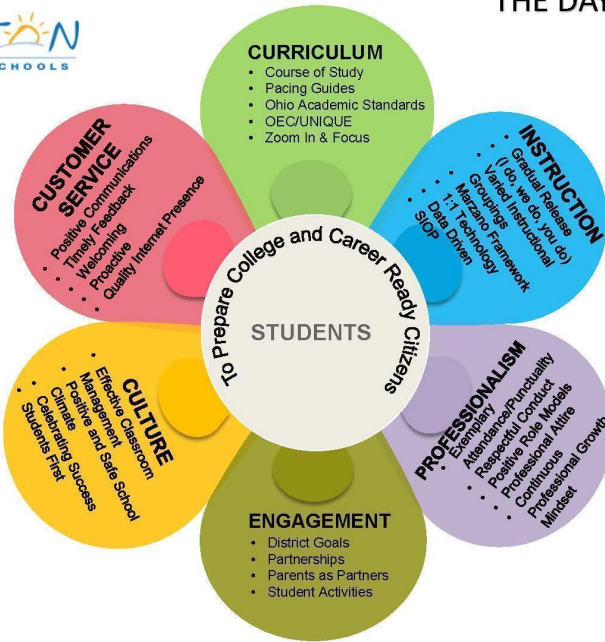 THE DAY
TON
CHOOLS
CURRICULUM
• Course of Study
• Pacing Guides
• Ohio Academic Standards
• OEC/UNIQUE
• Zoom In & Focus
INSTRUCTION
• Gradual Release
(I do, we do, you do)
• Varied Instructional
Groupings
• Marzano Framework
• 1:1 Technology
• Data Driven
• SIOP
PROFESSIONALISM
• Exemplary
Attendance/Punctuality
• Respectful Conduct
• Positive Role Models
• Professional Attire
• Continuous
Professional Growth
Mindset
ENGAGEMENT
• District Goals
• Partnerships
• Parents as Partners
• Student Activities
CULTURE
• Effective Classroom
Management
• Positive and Safe School
Climate
• Celebrating Success
• Students First
CUSTOMER
SERVICE
• Positive Communications
• Timely Feedback
• Welcoming
• Proactive
• Quality Internet Presence
To Prepare College and Career Ready Citizens
STUDENTS